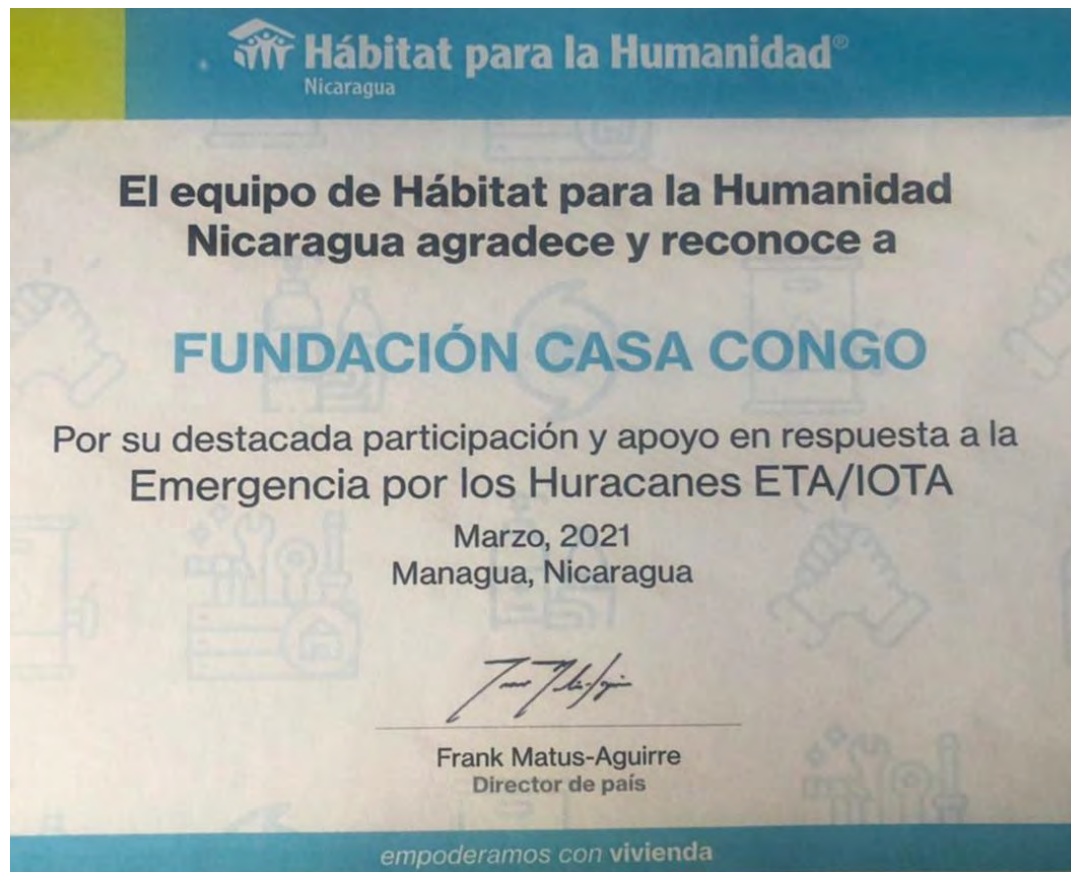 Hábitat para la Humanidad®
Nicaragua
El equipo de Hábitat para la Humanidad
Nicaragua agradece y reconoce a
FUNDACIÓN CASA CONGO
Por su destacada participación y apoyo en respuesta a la
Emergencia por los Huracanes ETA/IOTA
Marzo, 2021
Managua, Nicaragua
Frank Matus-Aguirre
Director de país
empoderamos con vivienda